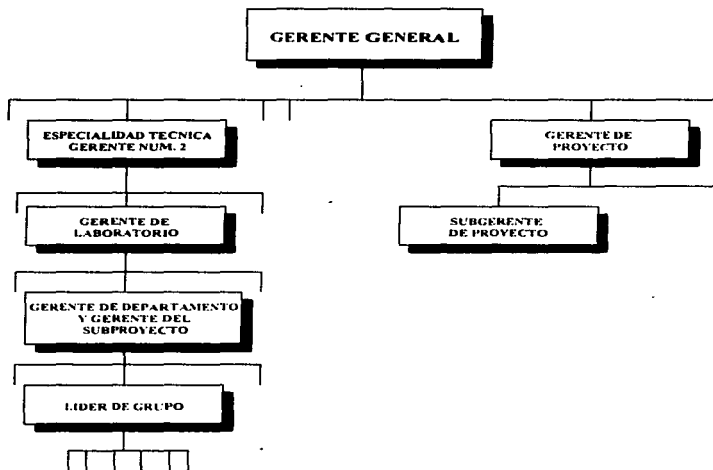 GERENTE GENERAL
ESPECIALIDAD TECNICA
GERENTE NUM. 2
GERENTE DE
PROYECTO
GERENTE DE
LABORATORIO
SUBGERENTE
DE PROYECTO
GERENTE DE DEPARTAMENTO
Y GERENTE DEL
SUBPROYECTO
LIDER DE GRUPO